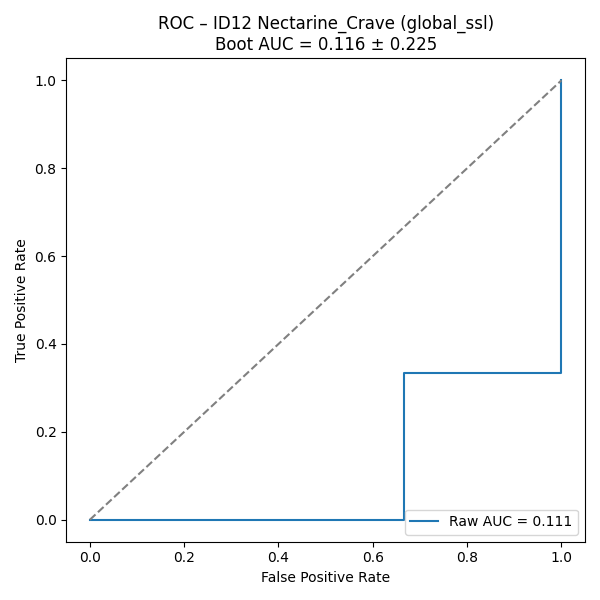 ROC – ID12 Nectarine_Crave (global_ssl)
Boot AUC = 0.116 ± 0.225
1.0
0.8
0.6
0.4
0.2
0.0
True Positive Rate
Raw AUC = 0.111
0.0 0.2 0.4 0.6 0.8 1.0
False Positive Rate